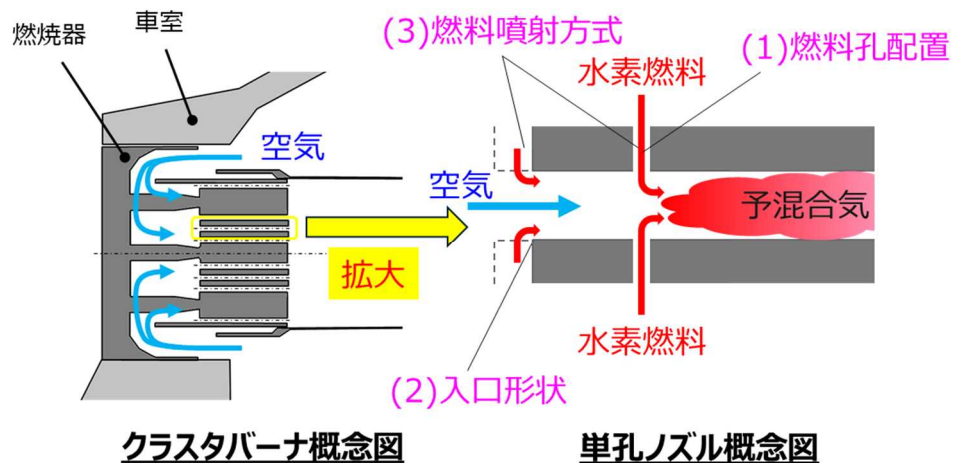 車室
燃焼器
空気
拡大
クラスタバーナ概念図
(3)燃料噴射方式
(1)燃料孔配置
水素燃料
空気
予混合気
水素燃料
(2)入口形状
単孔ノズル概念図